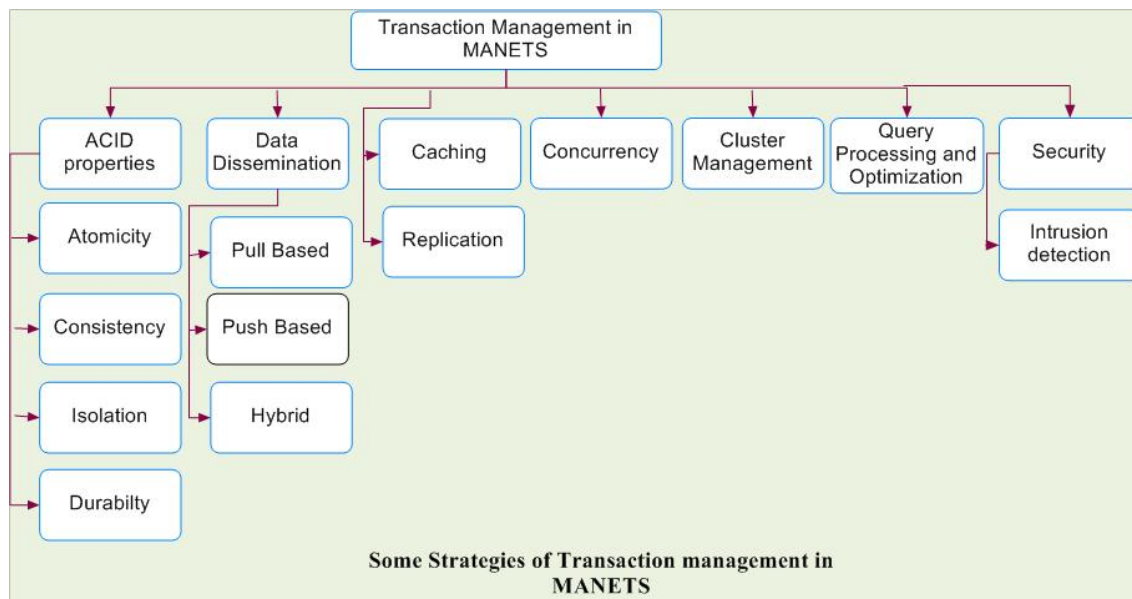 Transaction Management in
MANETS
ACID
properties
Data
Dissemination
Caching
Concurrency
Cluster
Management
Query
Processing and
Optimization
Security
Atomicity
Pull Based
Replication
Intrusion
detection
Consistency
Push Based
Isolation
Hybrid
Durabilty
Some Strategies of Transaction management in
MANETS